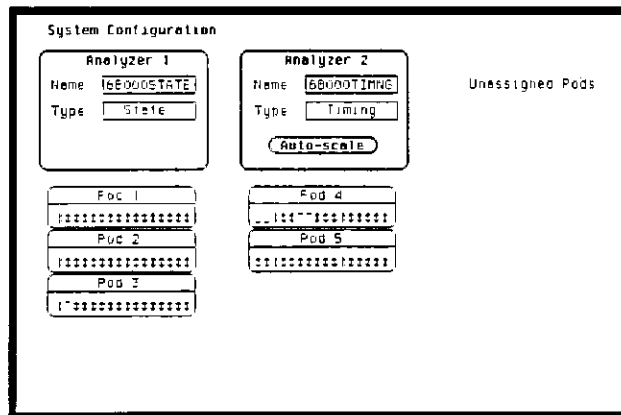 System Configuration
Analyzer 1
Name 68000STATE
Type State
Analyzer 2
Name 68000TIMNG
Type Timing
Auto-scale
Unassigned Pods
Pod 1
Pod 2
Pod 3
Pod 4
Pod 5